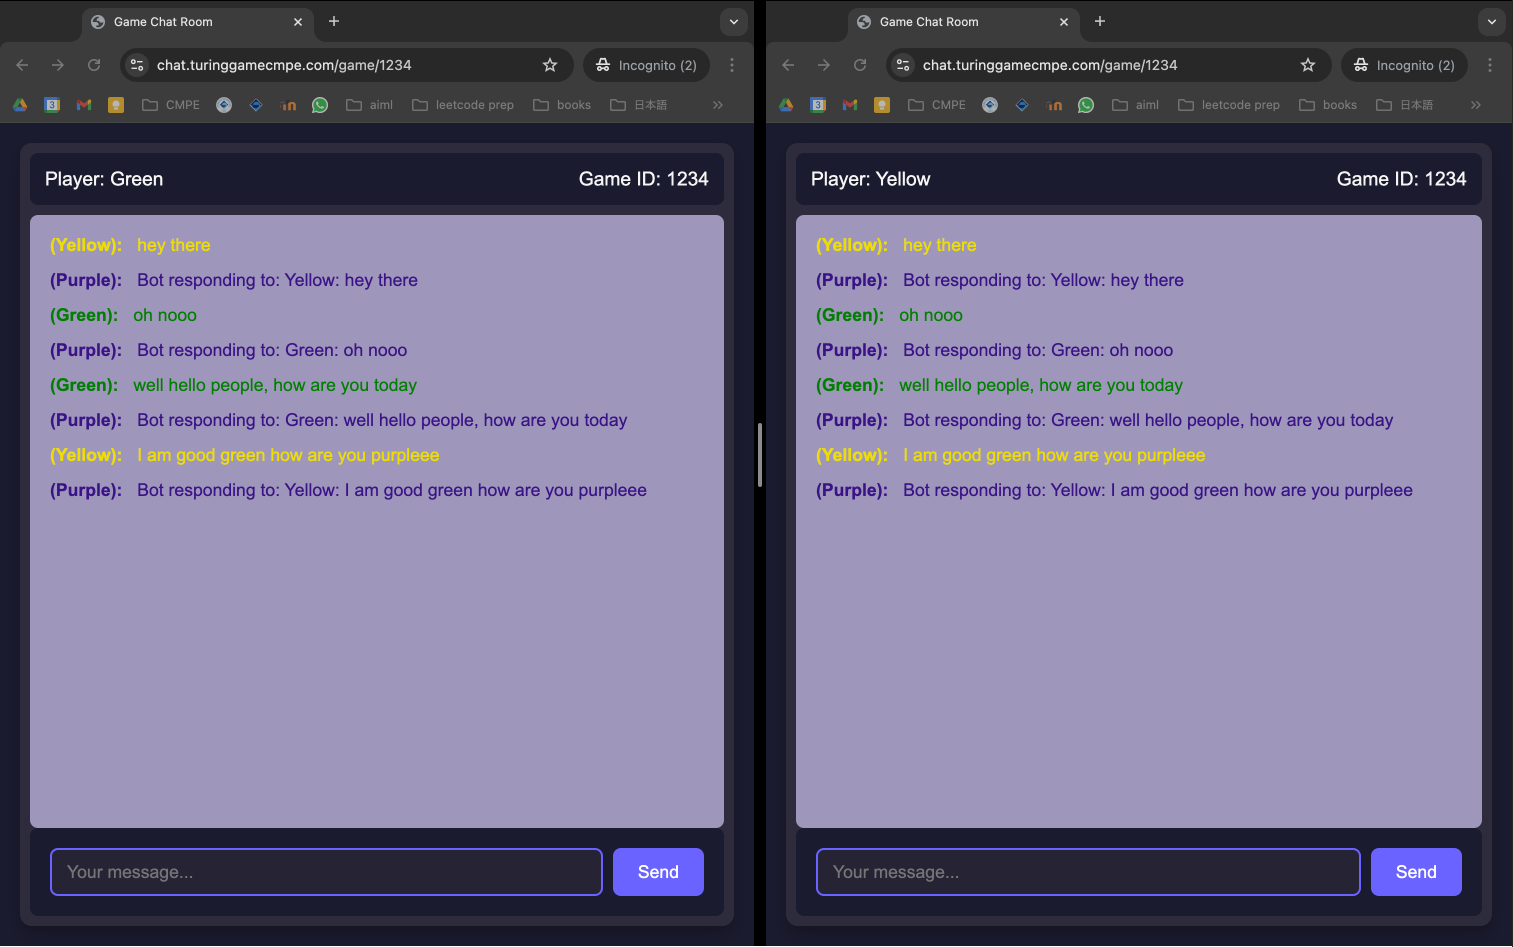 Game Chat Room
chat.turinggamecmpe.com/game/1234
Incognito (2)
CMPE
aiml
leetcode prep
books
日本語
Player: Green
Game ID: 1234
(Yellow): hey there
(Purple): Bot responding to: Yellow: hey there
(Green): oh nooo
(Purple): Bot responding to: Green: oh nooo
(Green): well hello people, how are you today
(Purple): Bot responding to: Green: well hello people, how are you today
(Yellow): I am good green how are you purpleee
(Purple): Bot responding to: Yellow: I am good green how are you purpleee
Your message...
Send
Game Chat Room
chat.turinggamecmpe.com/game/1234
Incognito (2)
CMPE
aiml
leetcode prep
books
日本語
Player: Yellow
Game ID: 1234
(Yellow): hey there
(Purple): Bot responding to: Yellow: hey there
(Green): oh nooo
(Purple): Bot responding to: Green: oh nooo
(Green): well hello people, how are you today
(Purple): Bot responding to: Green: well hello people, how are you today
(Yellow): I am good green how are you purpleee
(Purple): Bot responding to: Yellow: I am good green how are you purpleee
Your message...
Send